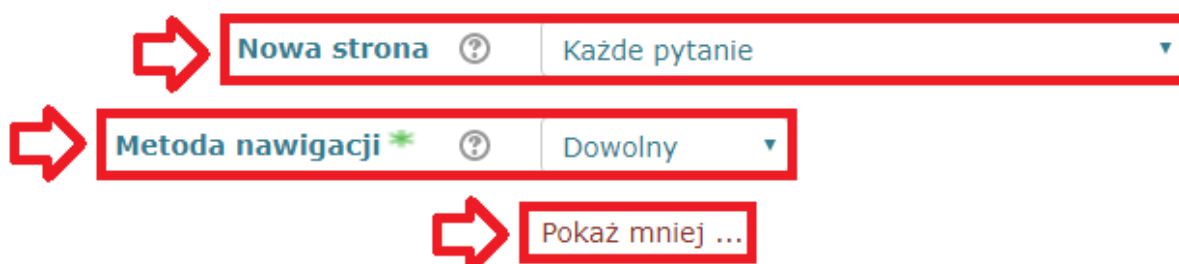 Nowa strona Każde pytanie
Metoda nawigacji * Dowolny
Pokaż mniej ...